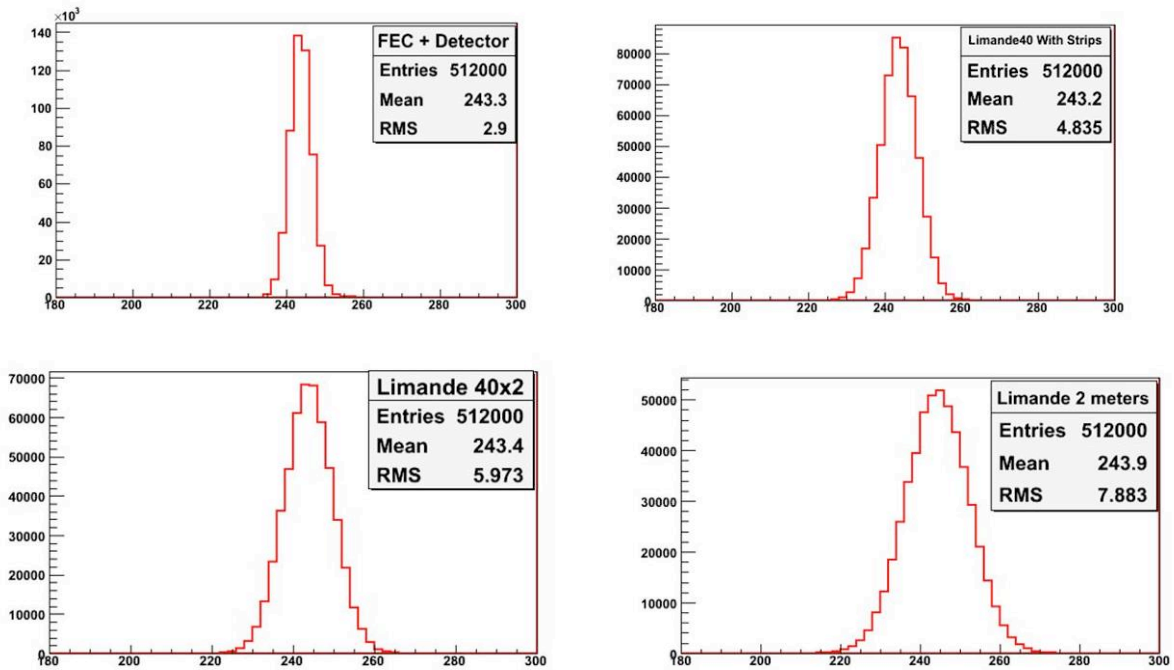 ×10³
FEC + Detector
Entries 512000
Mean 243.3
RMS 2.9
140
120
100
80
60
40
20
0
180 200 220 240 260 280 300
Limande40 With Strips
Entries 512000
Mean 243.2
RMS 4.835
80000
70000
60000
50000
40000
30000
20000
10000
0
180 200 220 240 260 280 300
Limande 40x2
Entries 512000
Mean 243.4
RMS 5.973
70000
60000
50000
40000
30000
20000
10000
0
180 200 220 240 260 280 300
Limande 2 meters
Entries 512000
Mean 243.9
RMS 7.883
50000
40000
30000
20000
10000
0
180 200 220 240 260 280 300